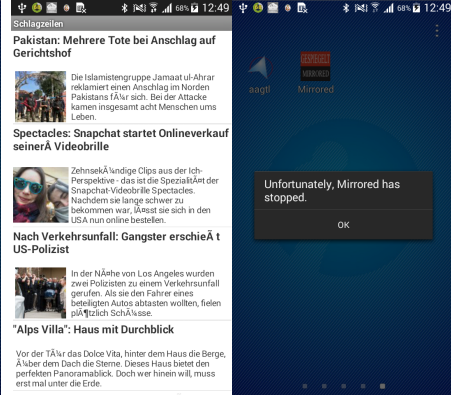 68% 12:49
Schlagzeilen
Pakistan: Mehrere Tote bei Anschlag auf
Gerichtshof
Die Islamistengruppe Jamaat ul-Ahrar
reklamiert einen Anschlag im Norden
Pakistans fÃ¼r sich. Bei der Attacke
kamen insgesamt acht Menschen ums
Leben.
Spectacles: Snapchat startet Onlineverkauf
seinerÂ Videobrille
ZehnsekÃ¼ndige Clips aus der Ich-
Perspektive - das ist die SpezialitÃ¤t der
Snapchat-Videobrille Spectacles.
Nachdem sie lange schwer zu
bekommen war, lÃ¤sst sie sich in den
USA nun online bestellen.
Nach Verkehrsunfall: Gangster erschieÃ t
US-Polizist
In der NÃ¤he von Los Angeles wurden
zwei Polizisten zu einem Verkehrsunfall
gerufen. Als sie den Fahrer eines
beteiligten Autos abtasten wollten, fielen
plÃ¶tzlich SchÃ¼sse.
"Alps Villa": Haus mit Durchblick
Vor der TÃ¼r das Dolce Vita, hinter dem Haus die Berge,
Ã¼ber dem Dach die Sterne. Dieses Haus bietet den
perfekten Panoramablick. Doch wer hinein will, muss
erst mal unter die Erde.
68% 12:49
GESPIEGELT
MIRRORED
aagtl
Mirrored
Unfortunately, Mirrored has
stopped.
OK